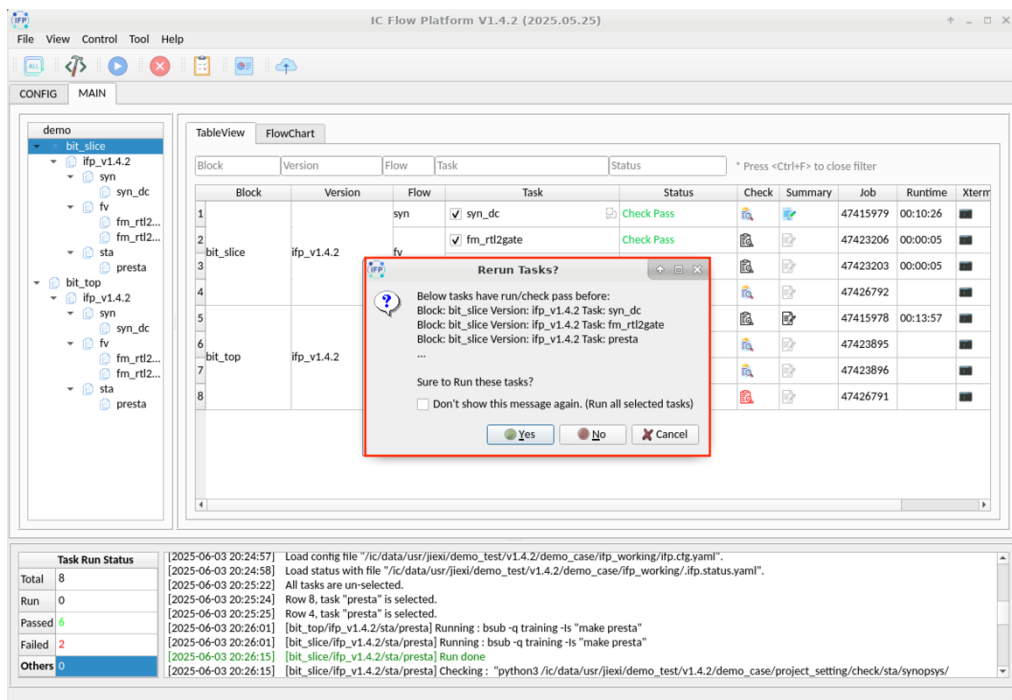 IFP
IC Flow Platform V1.4.2 (2025.05.25)
File View Control Tool Help
ALL
CONFIG MAIN
demo
bit_slice
ifp_v1.4.2
syn
syn_dc
fv
fm_rtl2...
fm_rtl2...
sta
presta
bit_top
ifp_v1.4.2
syn
syn_dc
fv
fm_rtl2...
fm_rtl2...
sta
presta
TableView FlowChart
Block Version Flow Task Status * Press <Ctrl+F> to close filter
Block Version Flow Task Status Check Summary Job Runtime Xterm
1 syn syn_dc Check Pass 47415979 00:10:26
2 fm_rtl2gate Check Pass 47423206 00:00:05
bit_slice ifp_v1.4.2 fv
3 47423203 00:00:05
4 47426792
5 47415978 00:13:57
6 47423895
bit_top ifp_v1.4.2
7 47423896
8 47426791
IFP
Rerun Tasks?
Below tasks have run/check pass before:
Block: bit_slice Version: ifp_v1.4.2 Task: syn_dc
Block: bit_slice Version: ifp_v1.4.2 Task: fm_rtl2gate
Block: bit_slice Version: ifp_v1.4.2 Task: presta
...
Sure to Run these tasks?
Don't show this message again. (Run all selected tasks)
Yes No Cancel
Task Run Status
Total 8
Run 0
Passed 6
Failed 2
Others 0
[2025-06-03 20:24:57] Load config file "/ic/data/usr/jiexi/demo_test/v1.4.2/demo_case/ifp_working/ifp.cfg.yaml".
[2025-06-03 20:24:58] Load status with file "/ic/data/usr/jiexi/demo_test/v1.4.2/demo_case/ifp_working/.ifp.status.yaml".
[2025-06-03 20:25:22] All tasks are un-selected.
[2025-06-03 20:25:24] Row 8, task "presta" is selected.
[2025-06-03 20:25:25] Row 4, task "presta" is selected.
[2025-06-03 20:26:01] [bit_top/ifp_v1.4.2/sta/presta] Running : bsub -q training -Is "make presta"
[2025-06-03 20:26:01] [bit_slice/ifp_v1.4.2/sta/presta] Running : bsub -q training -Is "make presta"
[2025-06-03 20:26:15] [bit_slice/ifp_v1.4.2/sta/presta] Run done
[2025-06-03 20:26:15] [bit_slice/ifp_v1.4.2/sta/presta] Checking : "python3 /ic/data/usr/jiexi/demo_test/v1.4.2/demo_case/project_setting/check/sta/synopsys/